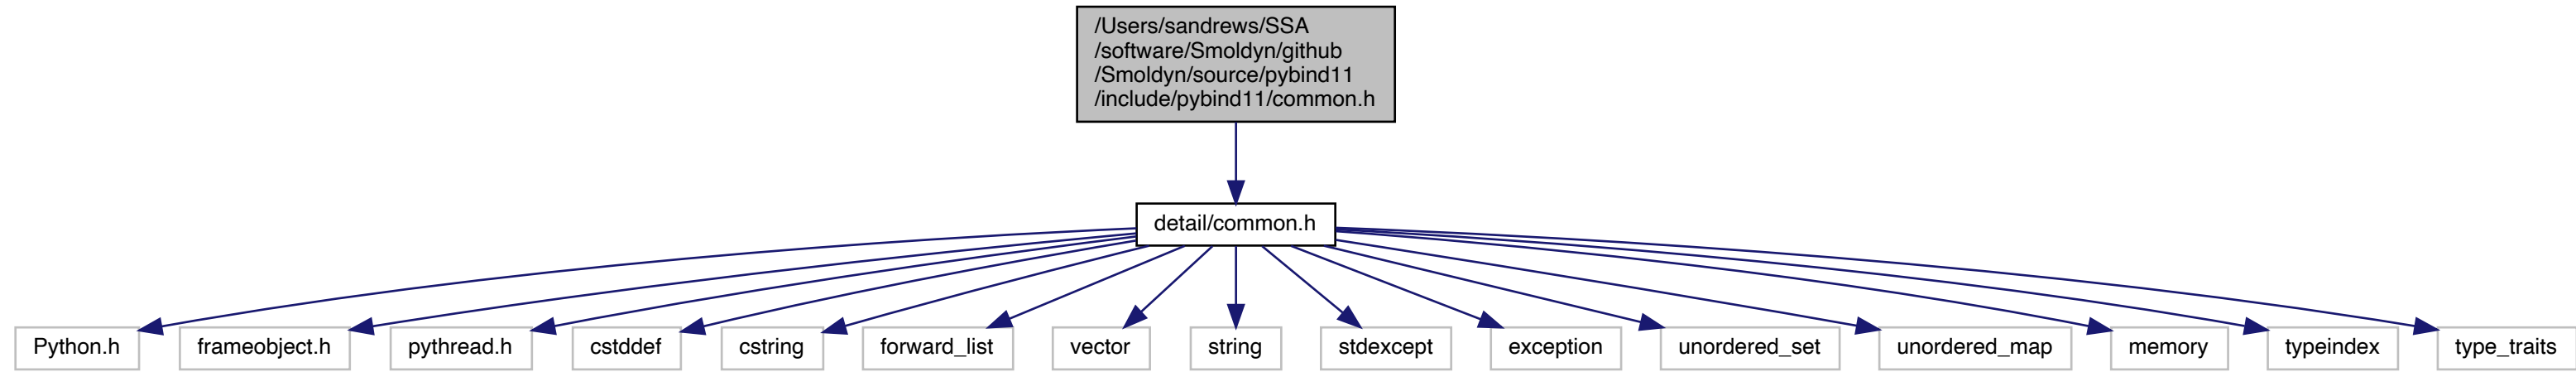 /Users/sandrews/SSA
/software/Smoldyn/github
/Smoldyn/source/pybind11
/include/pybind11/common.h
detail/common.h
Python.h
frameobject.h
pythread.h
cstddef
cstring
forward_list
vector
string
stdexcept
exception
unordered_set
unordered_map
memory
typeindex
type_traits